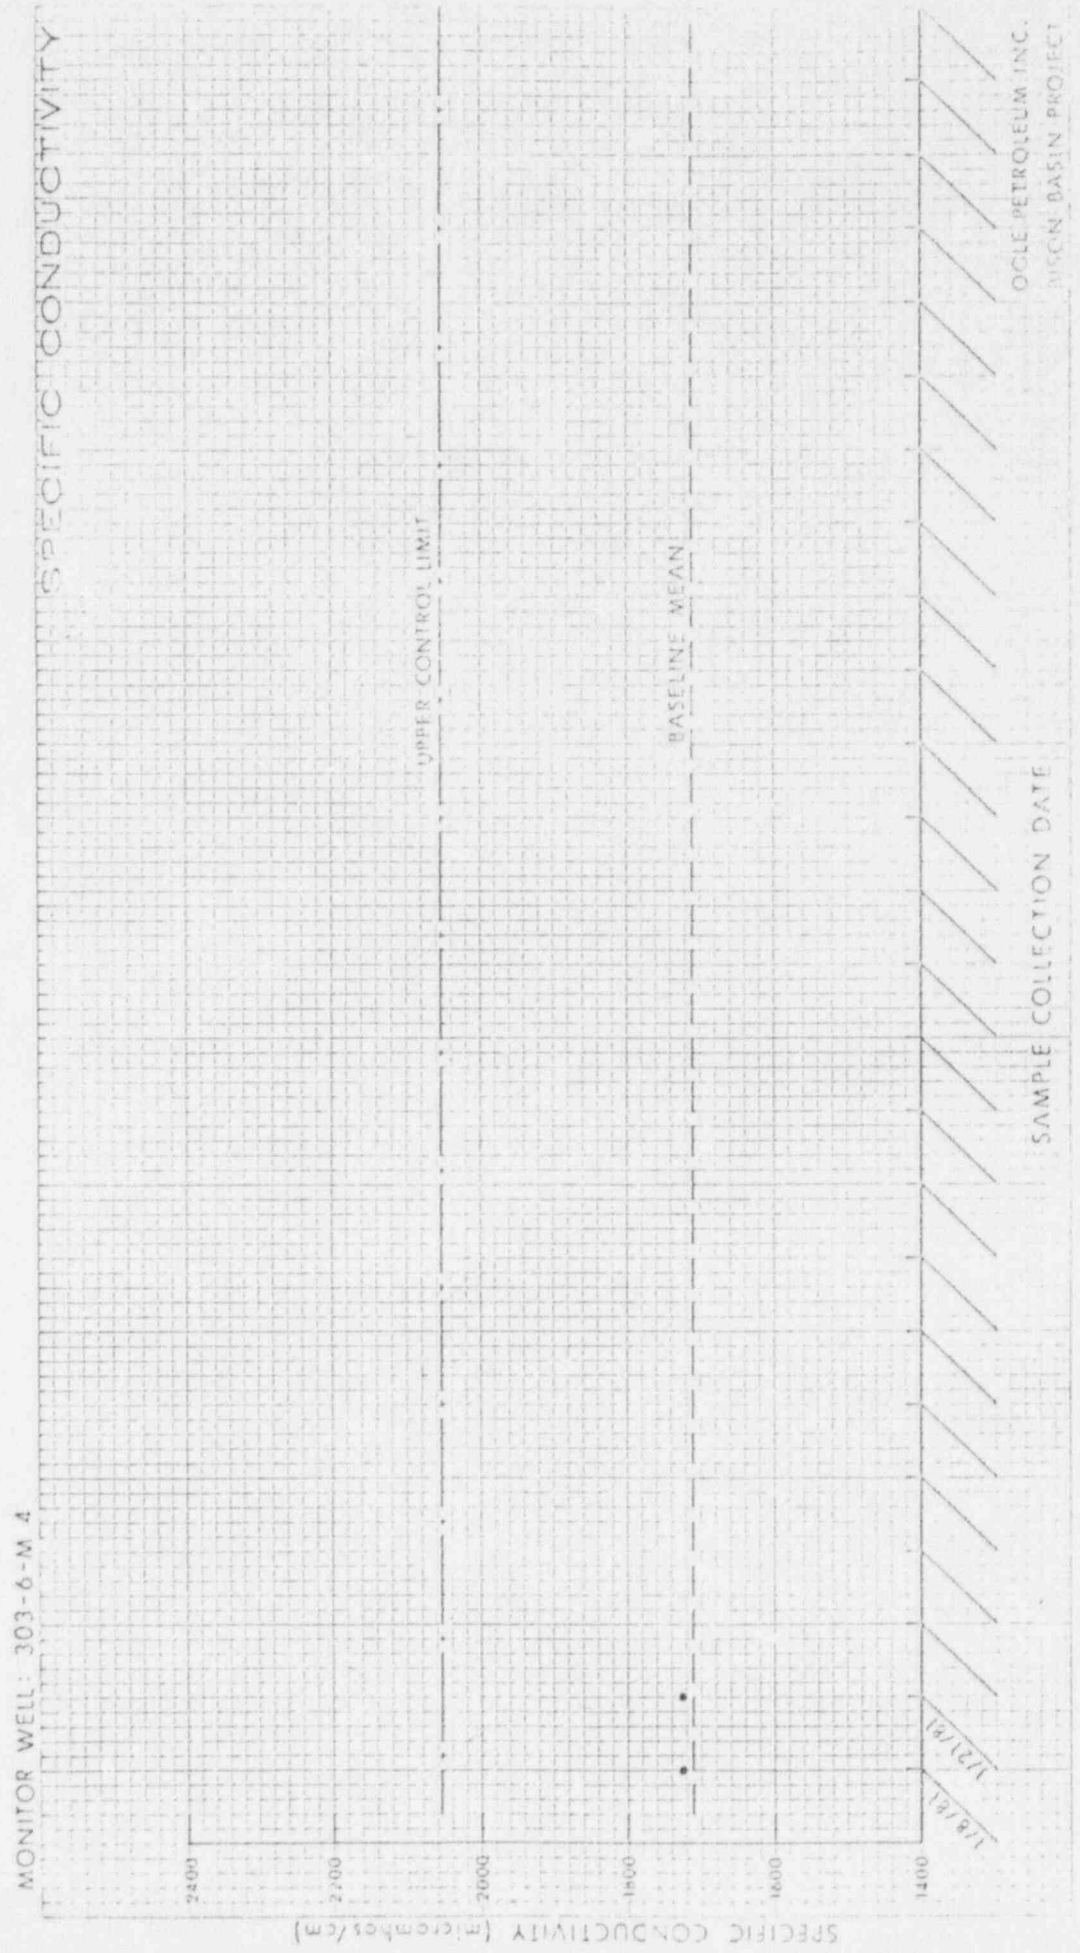 MONITOR WELL: 303-6-M 4
SPECIFIC CONDUCTIVITY
SPECIFIC CONDUCTIVITY (micromhos/cm)
2400
2200
2000
1800
1600
1400
UPPER CONTROL LIMIT
BASELINE MEAN
1/8/81
1/21/81
SAMPLE COLLECTION DATE
OGLE PETROLEUM INC.
BISON BASIN PROJECT